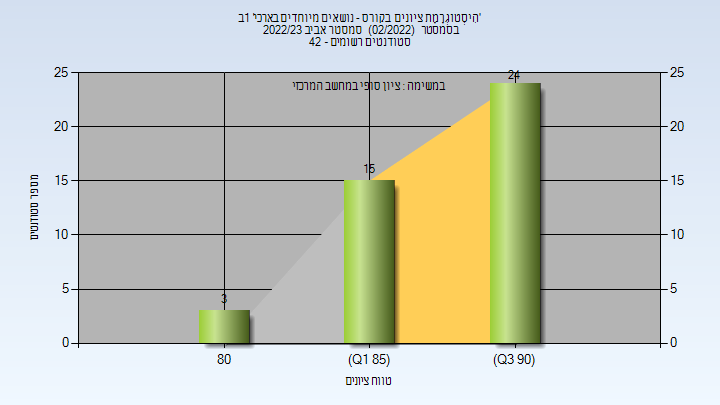 היסטוגרמת ציונים בקורס - נושאים מיוחדים בארכי' 1ב'
בסמסטר (02/2022) סמסטר אביב 2022/23
סטודנטים רשומים - 42
במשימה : ציון סופי במחשב המרכזי
מספר סטודנטים
25
20
15
10
5
0
25
20
15
10
5
0
3
15
24
80
(Q1 85)
(Q3 90)
טווח ציונים